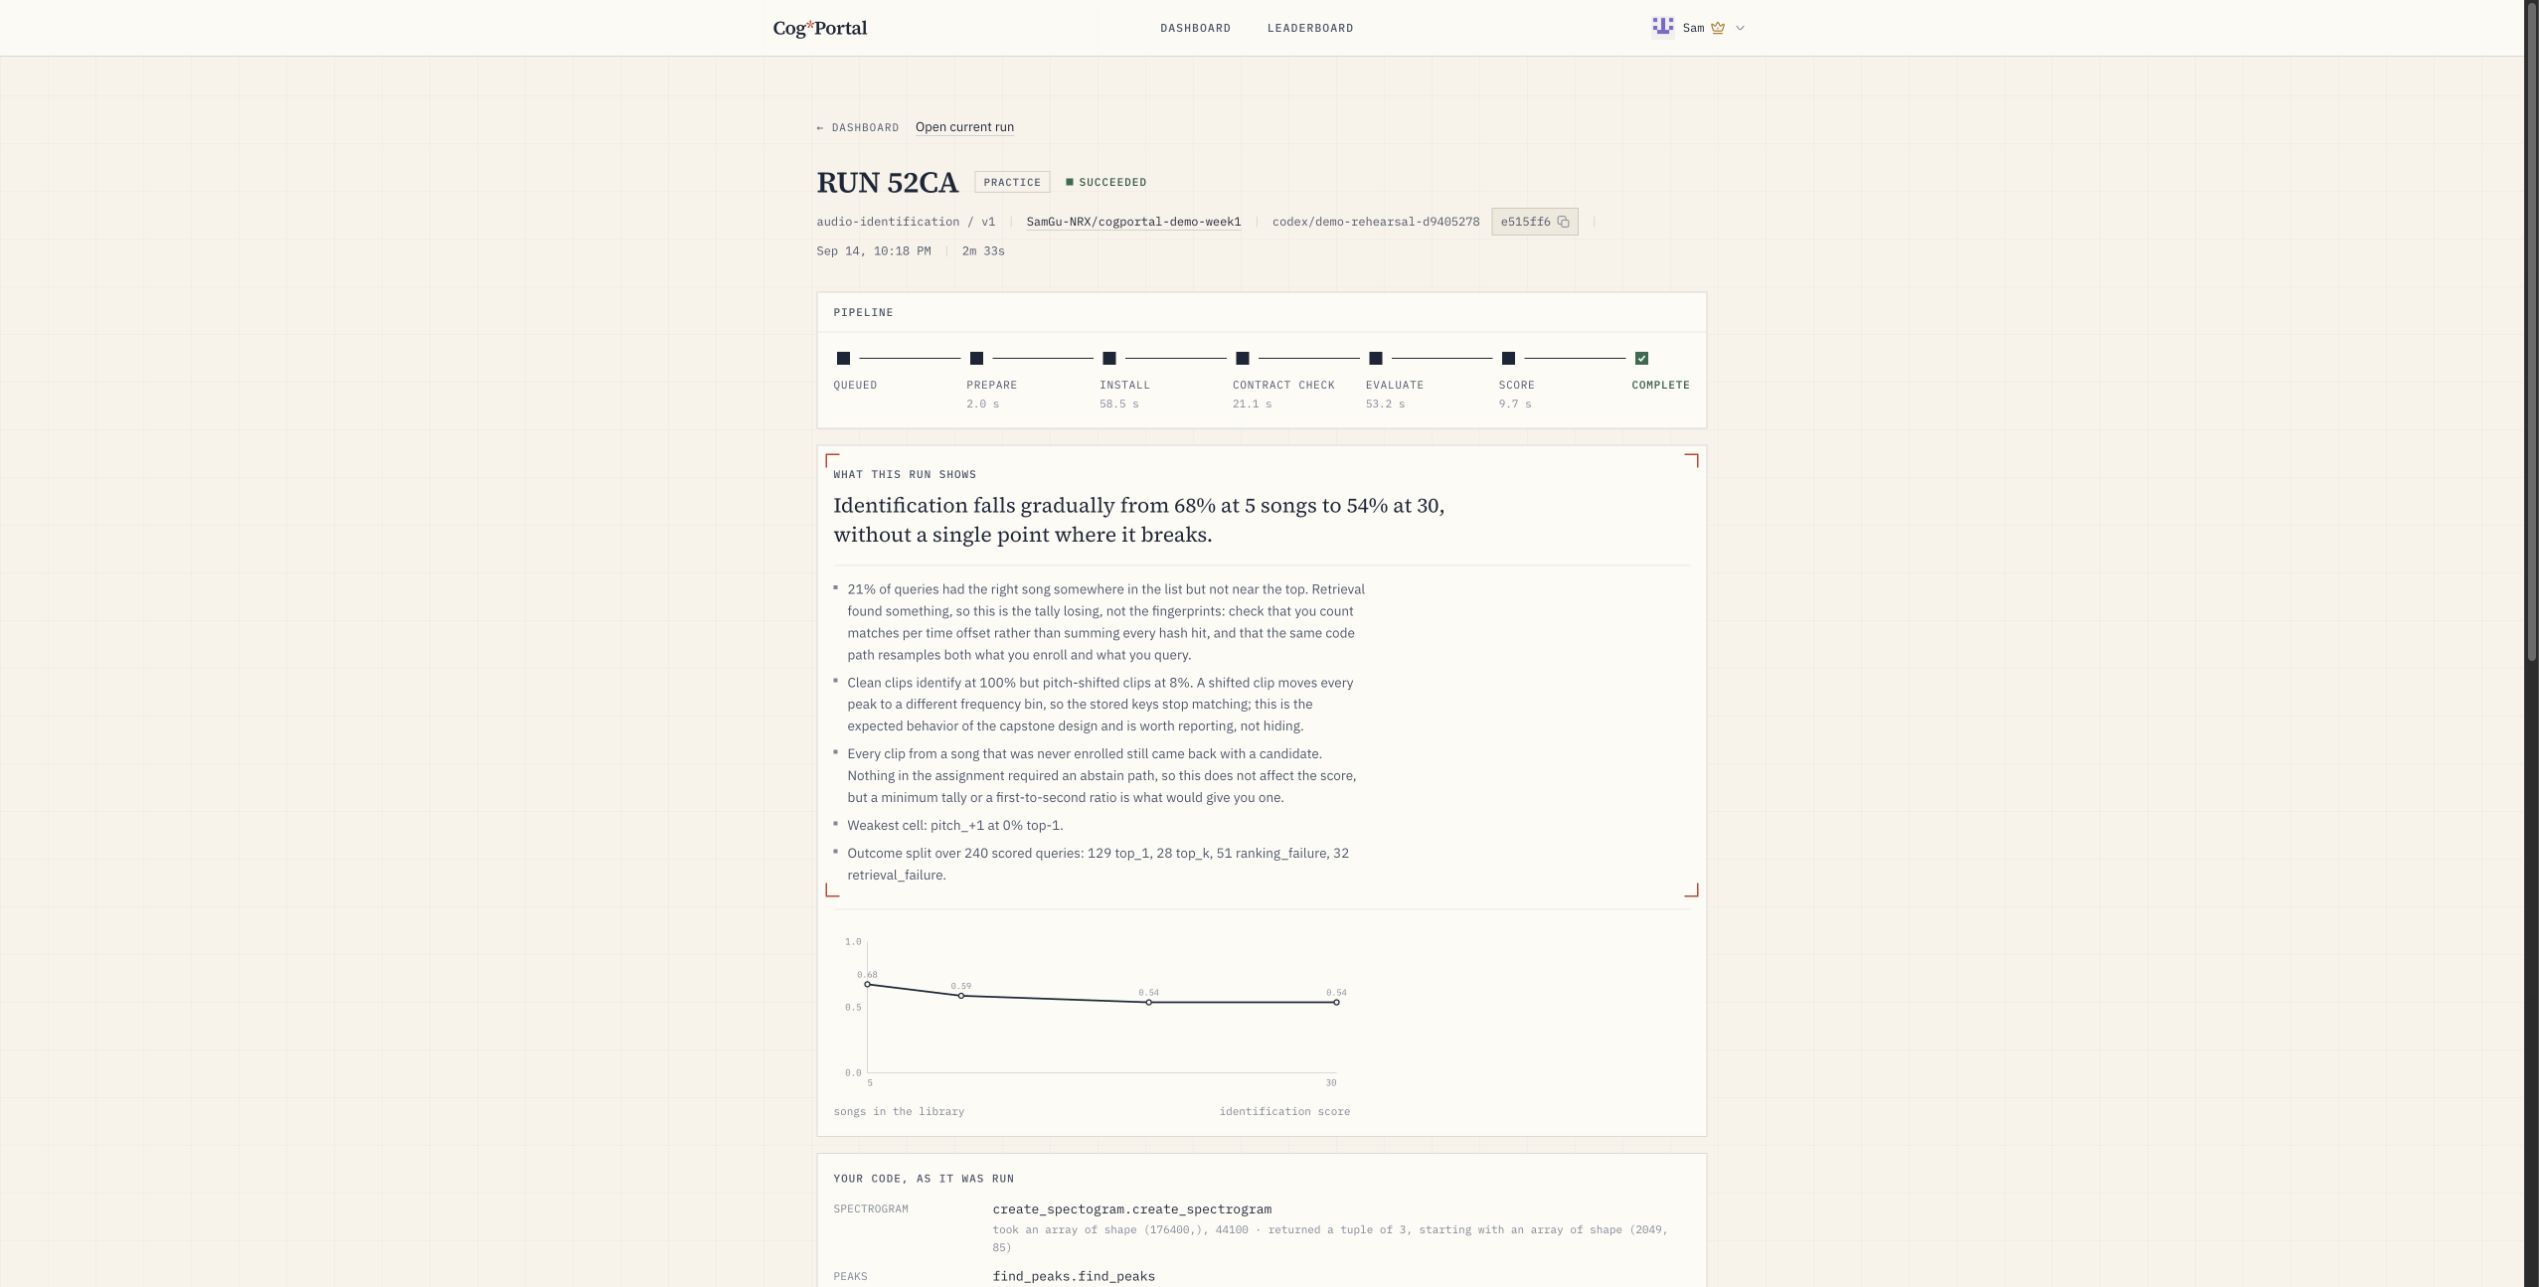 Cog*Portal
DASHBOARD LEADERBOARD
Sam
← DASHBOARD Open current run
RUN 52CA PRACTICE SUCCEEDED
audio-identification / v1 | SamGu-NRX/cogportal-demo-week1 | codex/demo-rehearsal-d9405278 e515ff6 |
Sep 14, 10:18 PM | 2m 33s
PIPELINE
QUEUED PREPARE INSTALL CONTRACT CHECK EVALUATE SCORE COMPLETE
2.0 s 58.5 s 21.1 s 53.2 s 9.7 s
WHAT THIS RUN SHOWS
Identification falls gradually from 68% at 5 songs to 54% at 30,
without a single point where it breaks.
21% of queries had the right song somewhere in the list but not near the top. Retrieval
found something, so this is the tally losing, not the fingerprints: check that you count
matches per time offset rather than summing every hash hit, and that the same code
path resamples both what you enroll and what you query.
Clean clips identify at 100% but pitch-shifted clips at 8%. A shifted clip moves every
peak to a different frequency bin, so the stored keys stop matching; this is the
expected behavior of the capstone design and is worth reporting, not hiding.
Every clip from a song that was never enrolled still came back with a candidate.
Nothing in the assignment required an abstain path, so this does not affect the score,
but a minimum tally or a first-to-second ratio is what would give you one.
Weakest cell: pitch_+1 at 0% top-1.
Outcome split over 240 scored queries: 129 top_1, 28 top_k, 51 ranking_failure, 32
retrieval_failure.
1.0
0.68
0.59
0.54 0.54
0.5
0.0
5 30
songs in the library identification score
YOUR CODE, AS IT WAS RUN
SPECTROGRAM create_spectogram.create_spectrogram
took an array of shape (176400,), 44100 · returned a tuple of 3, starting with an array of shape (2049,
85)
PEAKS find_peaks.find_peaks